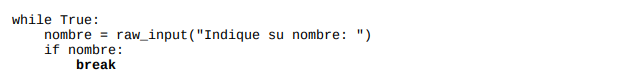 while True:
    nombre = raw_input("Indique su nombre: ")
    if nombre:
        break